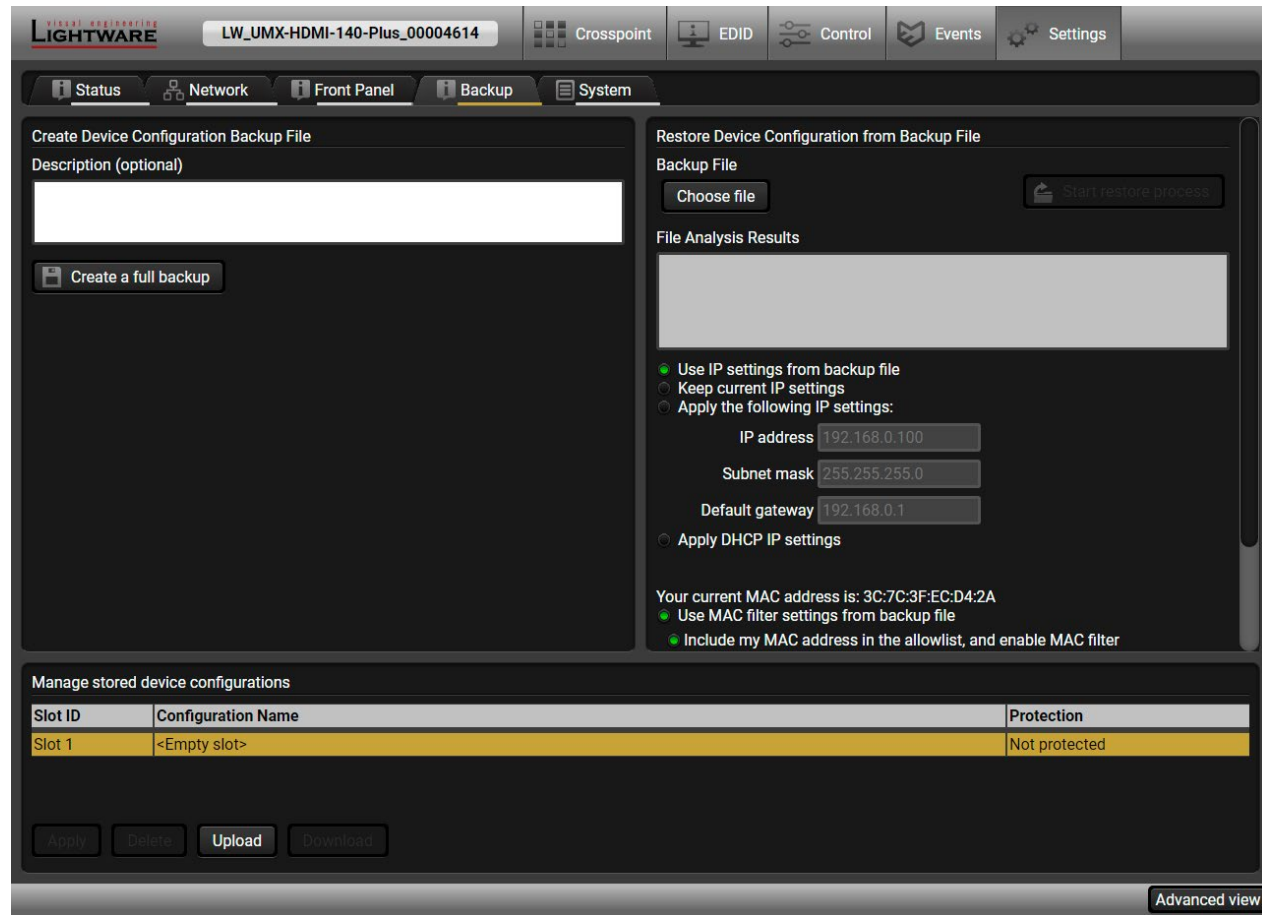 visual engineering
LIGHTWARE
LW_UMX-HDMI-140-Plus_00004614
Crosspoint
EDID
Control
Events
Settings
Status
Network
Front Panel
Backup
System
Create Device Configuration Backup File
Description (optional)
Create a full backup
Restore Device Configuration from Backup File
Backup File
Choose file
Start restore process
File Analysis Results
Use IP settings from backup file
Keep current IP settings
Apply the following IP settings:
IP address 192.168.0.100
Subnet mask 255.255.255.0
Default gateway 192.168.0.1
Apply DHCP IP settings
Your current MAC address is: 3C:7C:3F:EC:D4:2A
Use MAC filter settings from backup file
Include my MAC address in the allowlist, and enable MAC filter
Manage stored device configurations
Slot ID Configuration Name Protection
Slot 1 <Empty slot> Not protected
Apply Delete Upload Download
Advanced view